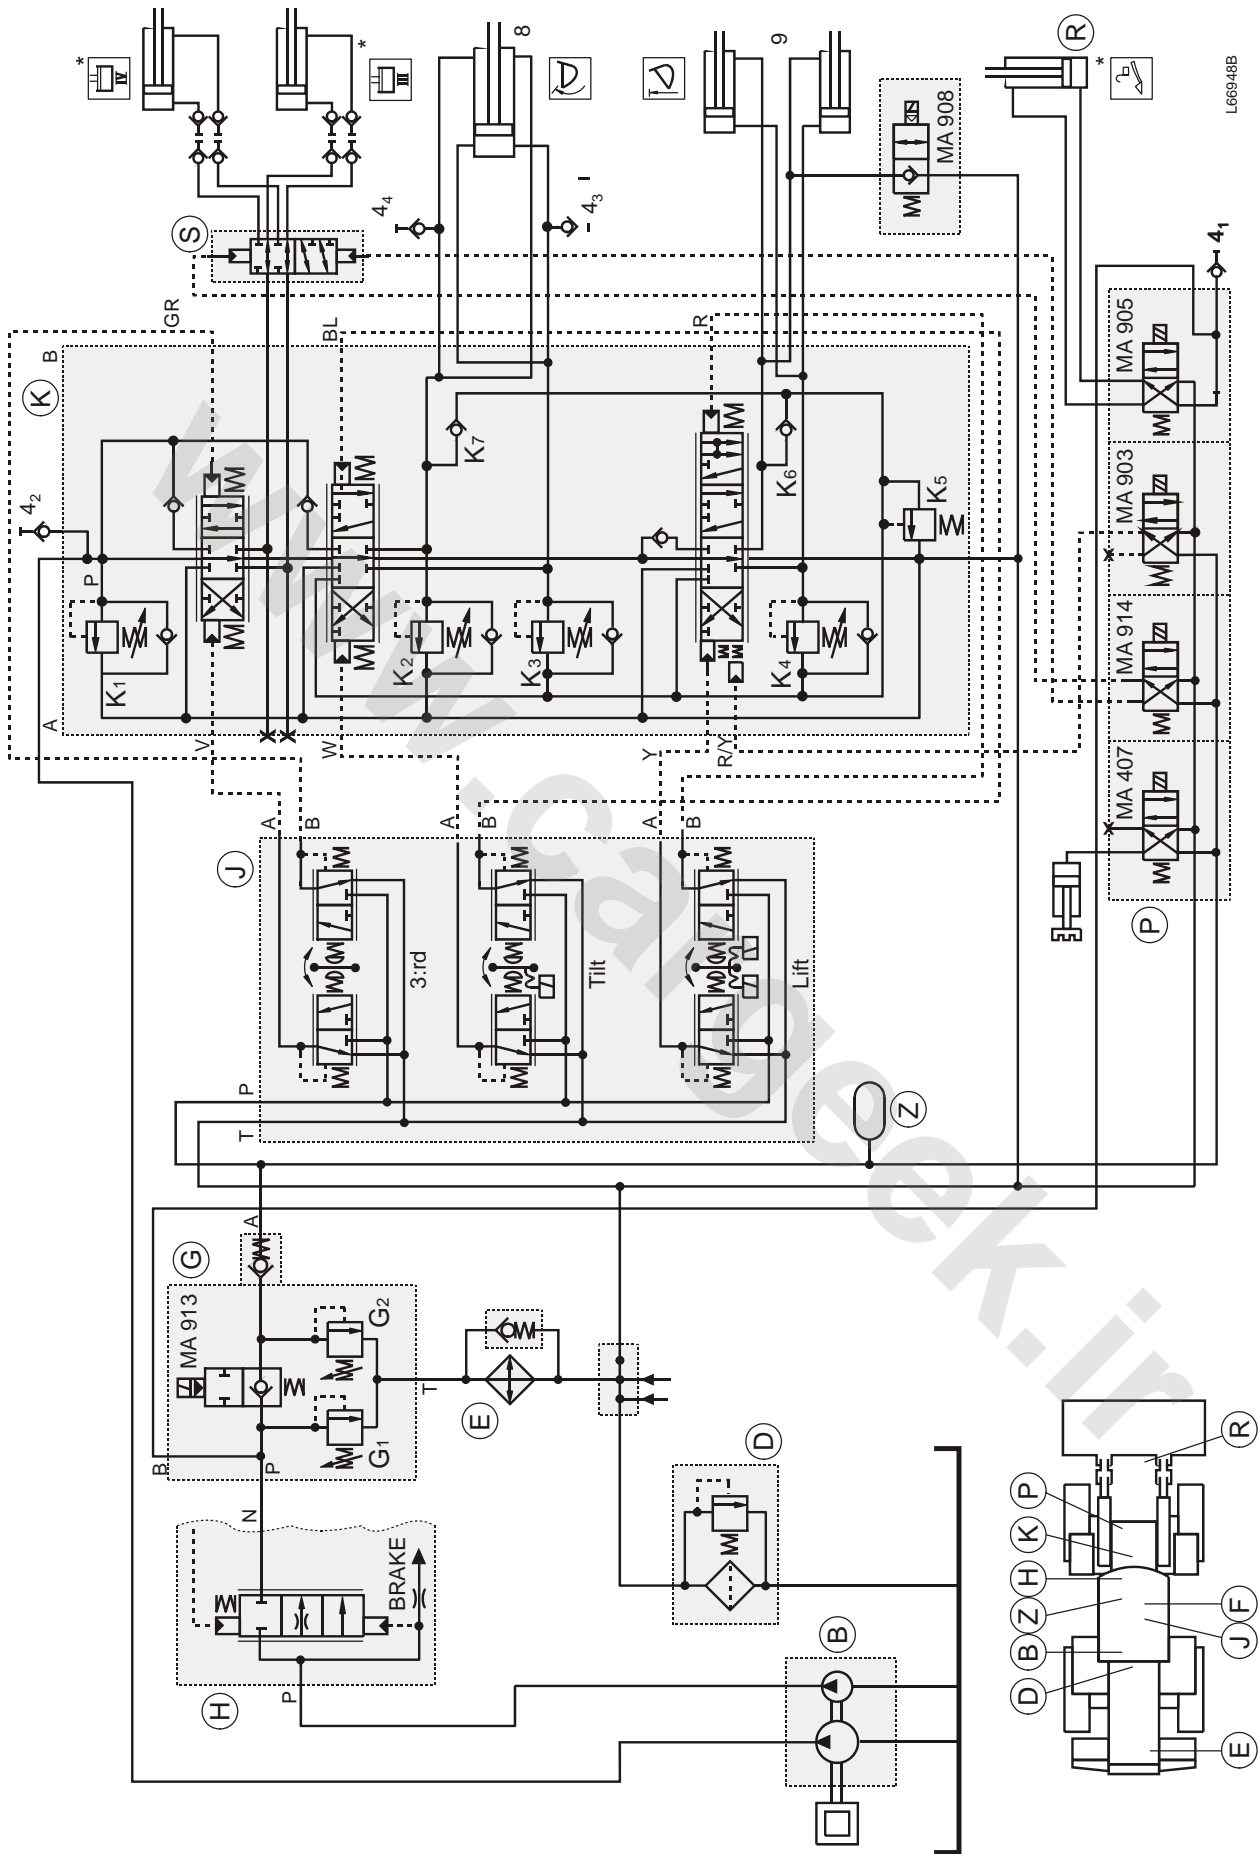 *
IV
*
III
8
9
R
*
L66948B
MA 908
S
4₄
4₃
4₁
GR
BL
R
B
K
4₂
P
K7
K6
K5
MA 905
MA 903
MA 914
MA 407
K1
K2
K3
K4
A
V
W
Y
R/Y
x
x
A
B
A
B
A
B
J
3:rd
Tilt
Lift
P
P
T
Z
A
G
MA 913
G2
G1
T
B
P
E
D
N
BRAKE
H
P
B
P
K
H
Z
B
D
R
F
J
E
www.cargeek.ir